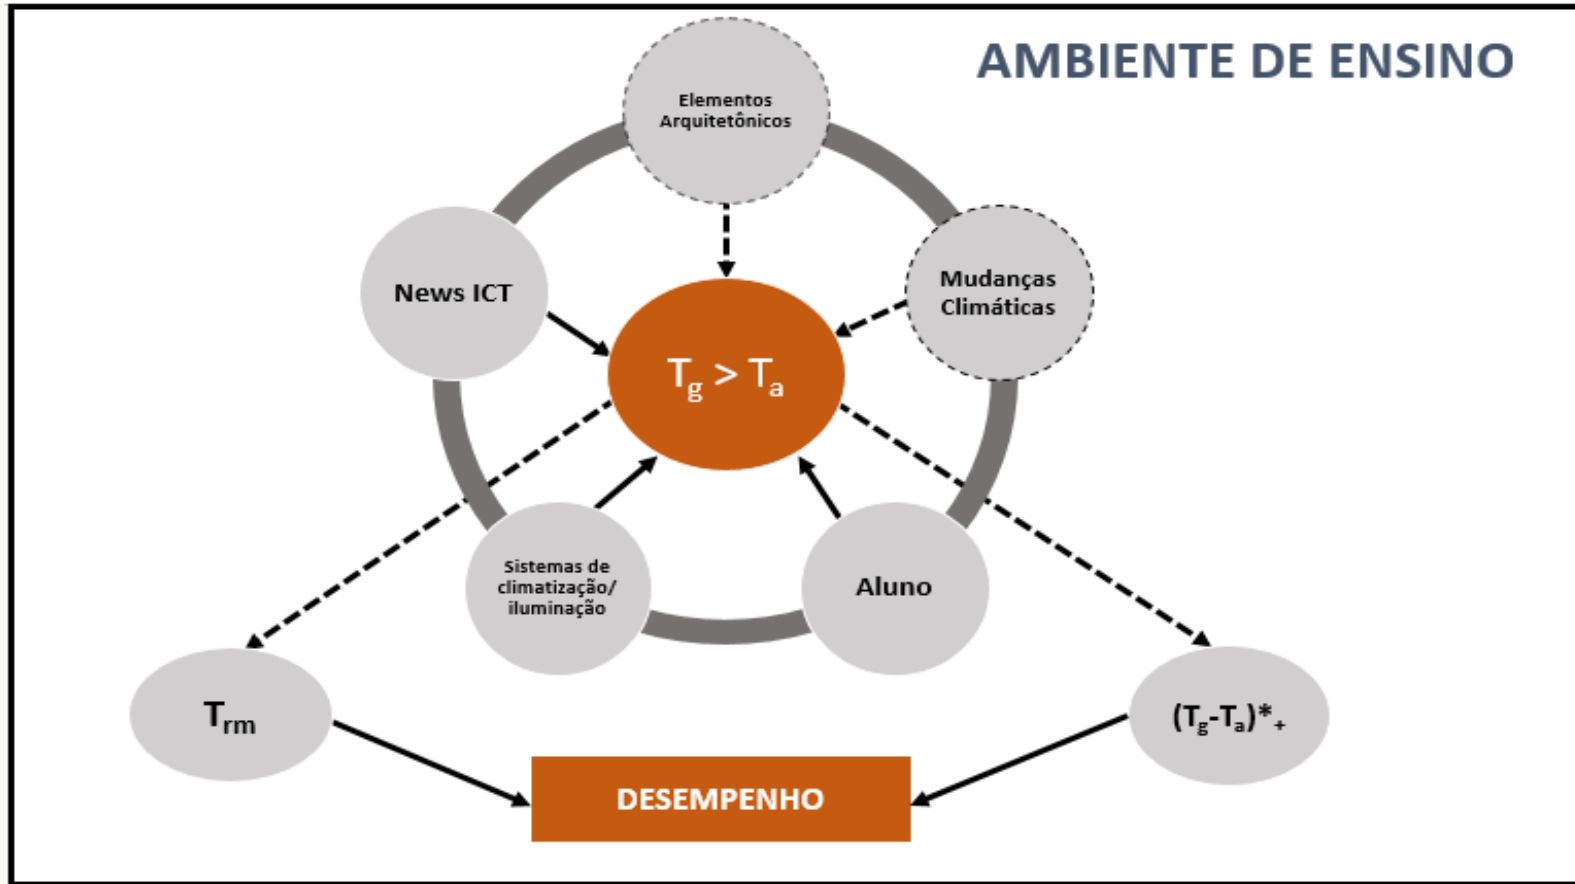 AMBIENTE DE ENSINO
Elementos
Arquitetônicos
News ICT
Mudanças
Climáticas
Tg > Ta
Sistemas de
climatização/
iluminação
Aluno
Trm
(Tg-Ta)*+
DESEMPENHO